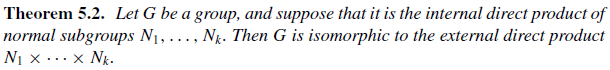 Theorem 5.2. Let G be a group, and suppose that it is the internal direct product of
normal subgroups N₁, . . . , Nₖ. Then G is isomorphic to the external direct product
N₁ × · · · × Nₖ.